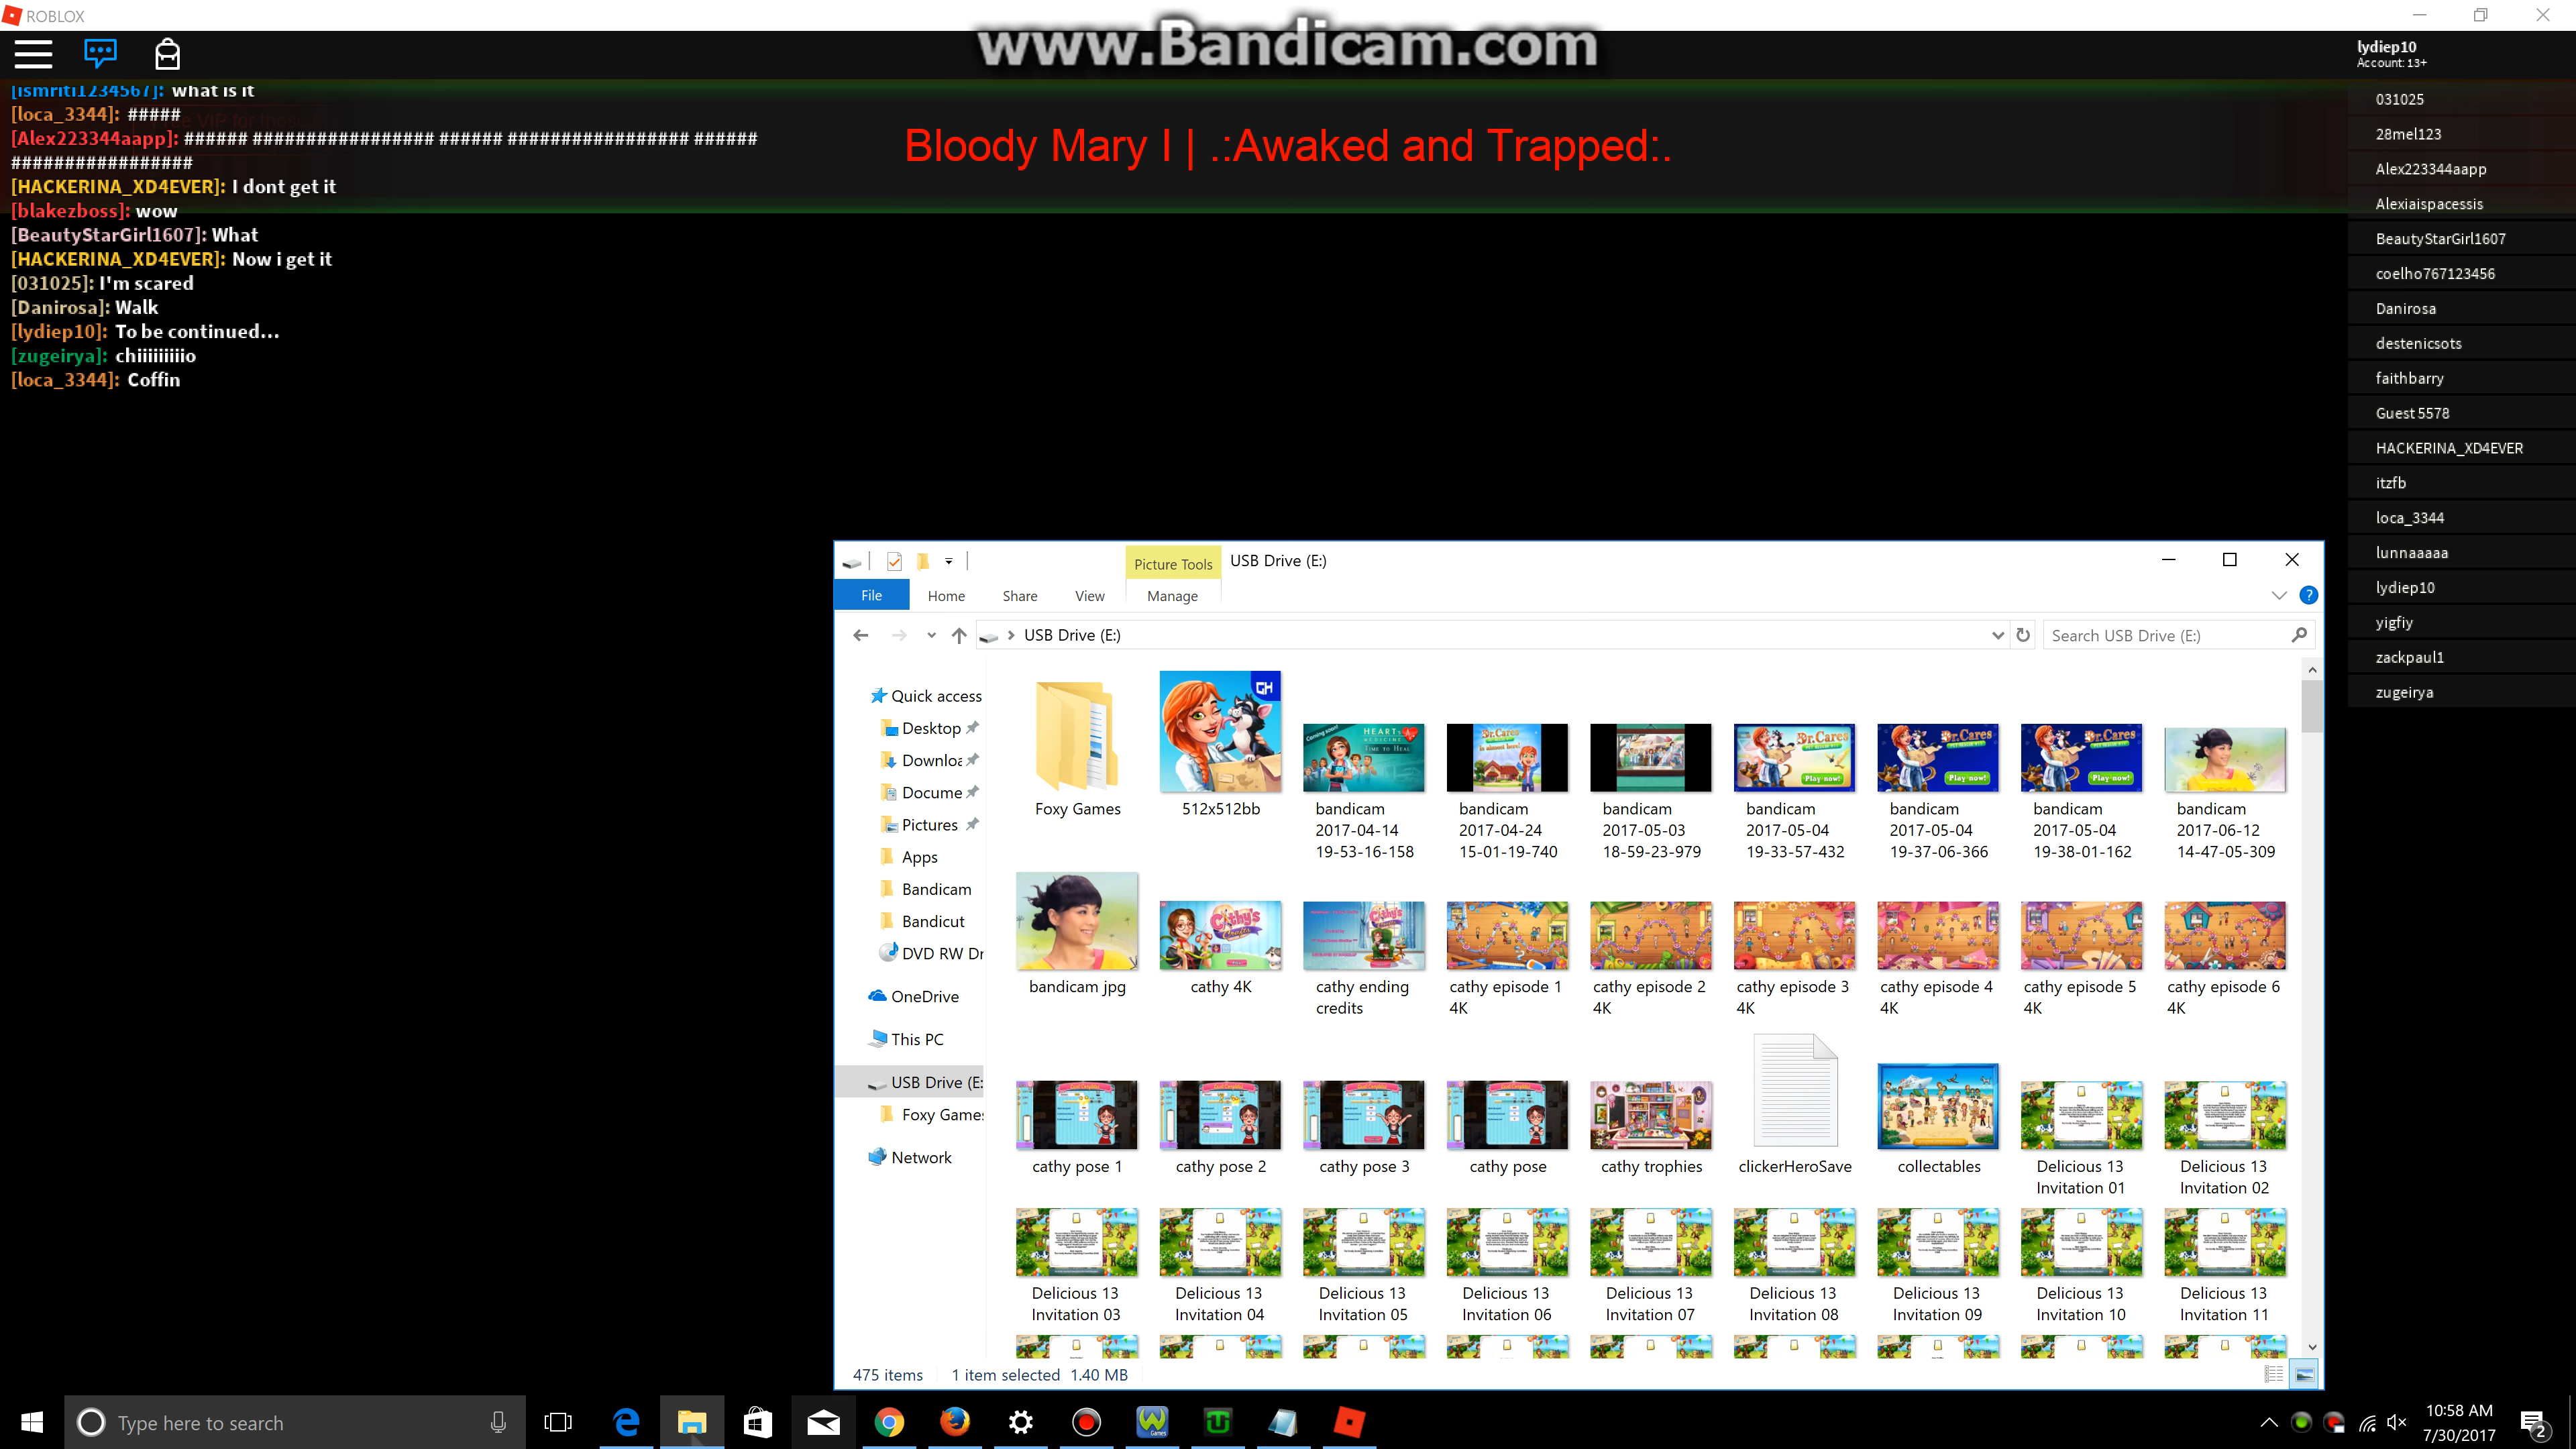 ROBLOX
www.Bandicam.com
lydiep10
Account: 13+
[ismriti1234567]: what is it
[loca_3344]: #####
[Alex223344aapp]: ###### ################# ###### ################# ######
#################
[HACKERINA_XD4EVER]: I dont get it
[blakezboss]: wow
[BeautyStarGirl1607]: What
[HACKERINA_XD4EVER]: Now i get it
[031025]: I'm scared
[Danirosa]: Walk
[lydiep10]: To be continued...
[zugeirya]: chiiiiiiiiio
[loca_3344]: Coffin
Bloody Mary I | .:Awaked and Trapped:.
031025
28mel123
Alex223344aapp
Alexiaispacessis
BeautyStarGirl1607
coelho767123456
Danirosa
destenicsots
faithbarry
Guest 5578
HACKERINA_XD4EVER
itzfb
loca_3344
lunnaaaaa
lydiep10
yigfiy
zackpaul1
zugeirya
Picture Tools
USB Drive (E:)
File
Home
Share
View
Manage
USB Drive (E:)
Search USB Drive (E:)
Quick access
Desktop
Downloa
Docume
Pictures
Apps
Bandicam
Bandicut
DVD RW Dr
OneDrive
This PC
USB Drive (E:
Foxy Games
Network
Foxy Games
512x512bb
bandicam
2017-04-14
19-53-16-158
bandicam
2017-04-24
15-01-19-740
bandicam
2017-05-03
18-59-23-979
bandicam
2017-05-04
19-33-57-432
bandicam
2017-05-04
19-37-06-366
bandicam
2017-05-04
19-38-01-162
bandicam
2017-06-12
14-47-05-309
bandicam jpg
cathy 4K
cathy ending
credits
cathy episode 1
4K
cathy episode 2
4K
cathy episode 3
4K
cathy episode 4
4K
cathy episode 5
4K
cathy episode 6
4K
cathy pose 1
cathy pose 2
cathy pose 3
cathy pose
cathy trophies
clickerHeroSave
collectables
Delicious 13
Invitation 01
Delicious 13
Invitation 02
Delicious 13
Invitation 03
Delicious 13
Invitation 04
Delicious 13
Invitation 05
Delicious 13
Invitation 06
Delicious 13
Invitation 07
Delicious 13
Invitation 08
Delicious 13
Invitation 09
Delicious 13
Invitation 10
Delicious 13
Invitation 11
475 items
1 item selected 1.40 MB
Type here to search
10:58 AM
7/30/2017
2